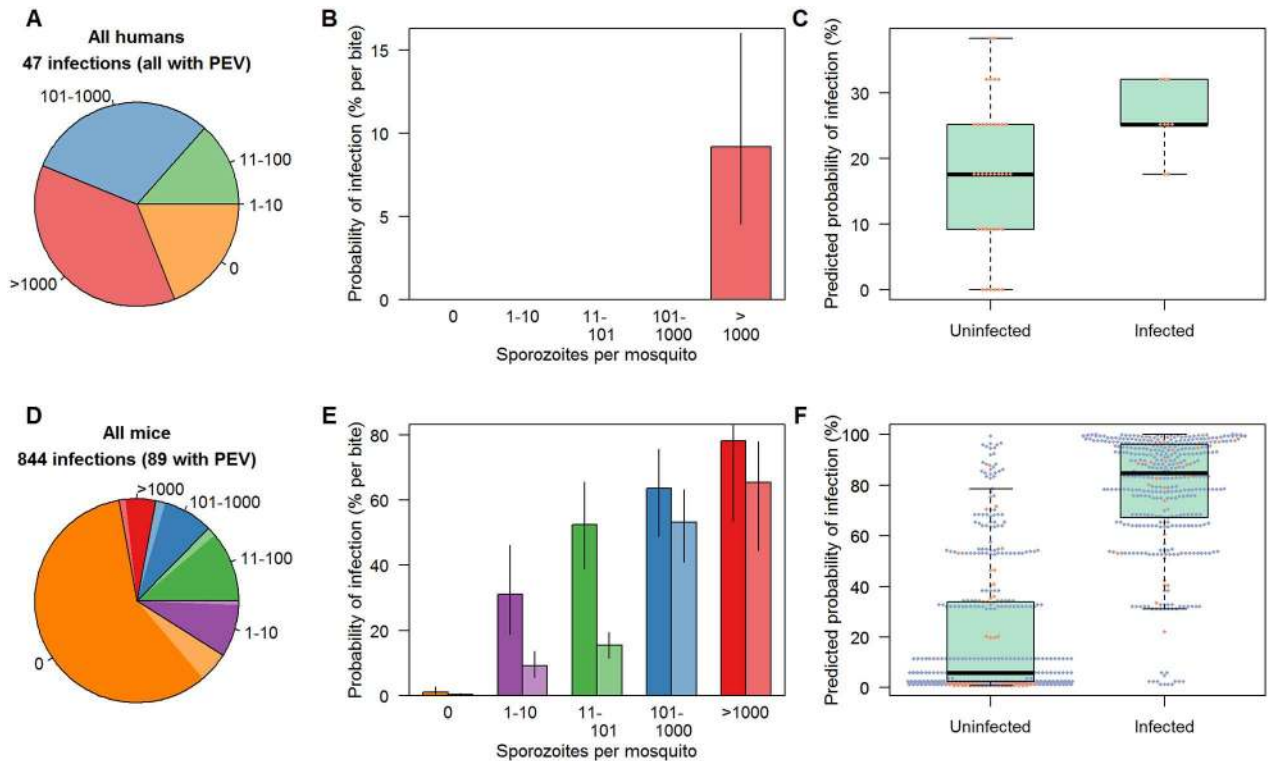 A
All humans
47 infections (all with PEV)
101-1000
11-100
1-10
0
>1000
B
Probability of infection (% per bite)
15
10
5
0
0
1-10
11-
101
101-
1000
>
1000
Sporozoites per mosquito
C
Predicted probability of infection (%)
30
20
10
0
Uninfected
Infected
D
All mice
844 infections (89 with PEV)
>1000
101-1000
11-100
1-10
0
E
Probability of infection (% per bite)
80
60
40
20
0
0
1-10
11-
101
101-
1000
>1000
Sporozoites per mosquito
F
Predicted probability of infection (%)
100
80
60
40
20
0
Uninfected
Infected